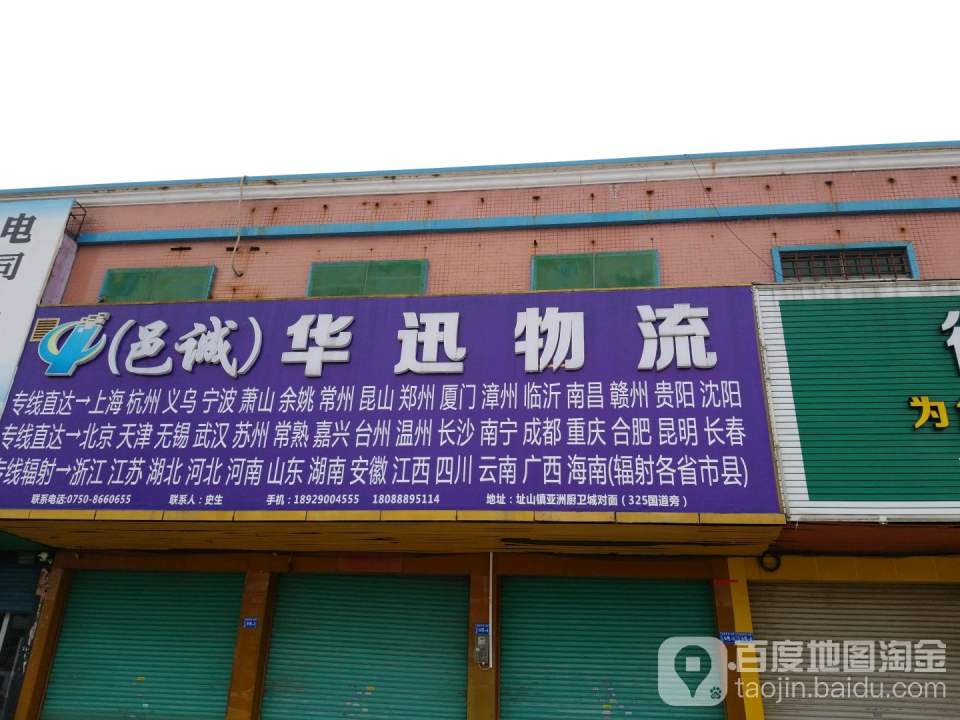 电
司
(邑诚) 华迅物流
专线直达→上海 杭州 义乌 宁波 萧山 余姚 常州 昆山 郑州 厦门 漳州 临沂 南昌 赣州 贵阳 沈阳
专线直达→北京 天津 无锡 武汉 苏州 常熟 嘉兴 台州 温州 长沙 南宁 成都 重庆 合肥 昆明 长春
专线辐射→浙江 江苏 湖北 河北 河南 山东 湖南 安徽 江西 四川 云南 广西 海南(辐射各省市县)
联系电话:0750-8660655 联系人:史生 手机:18929004555 18088895114 地址:址山镇亚洲厨卫城对面(325国道旁)
为
百度地图淘金
taojin.baidu.com